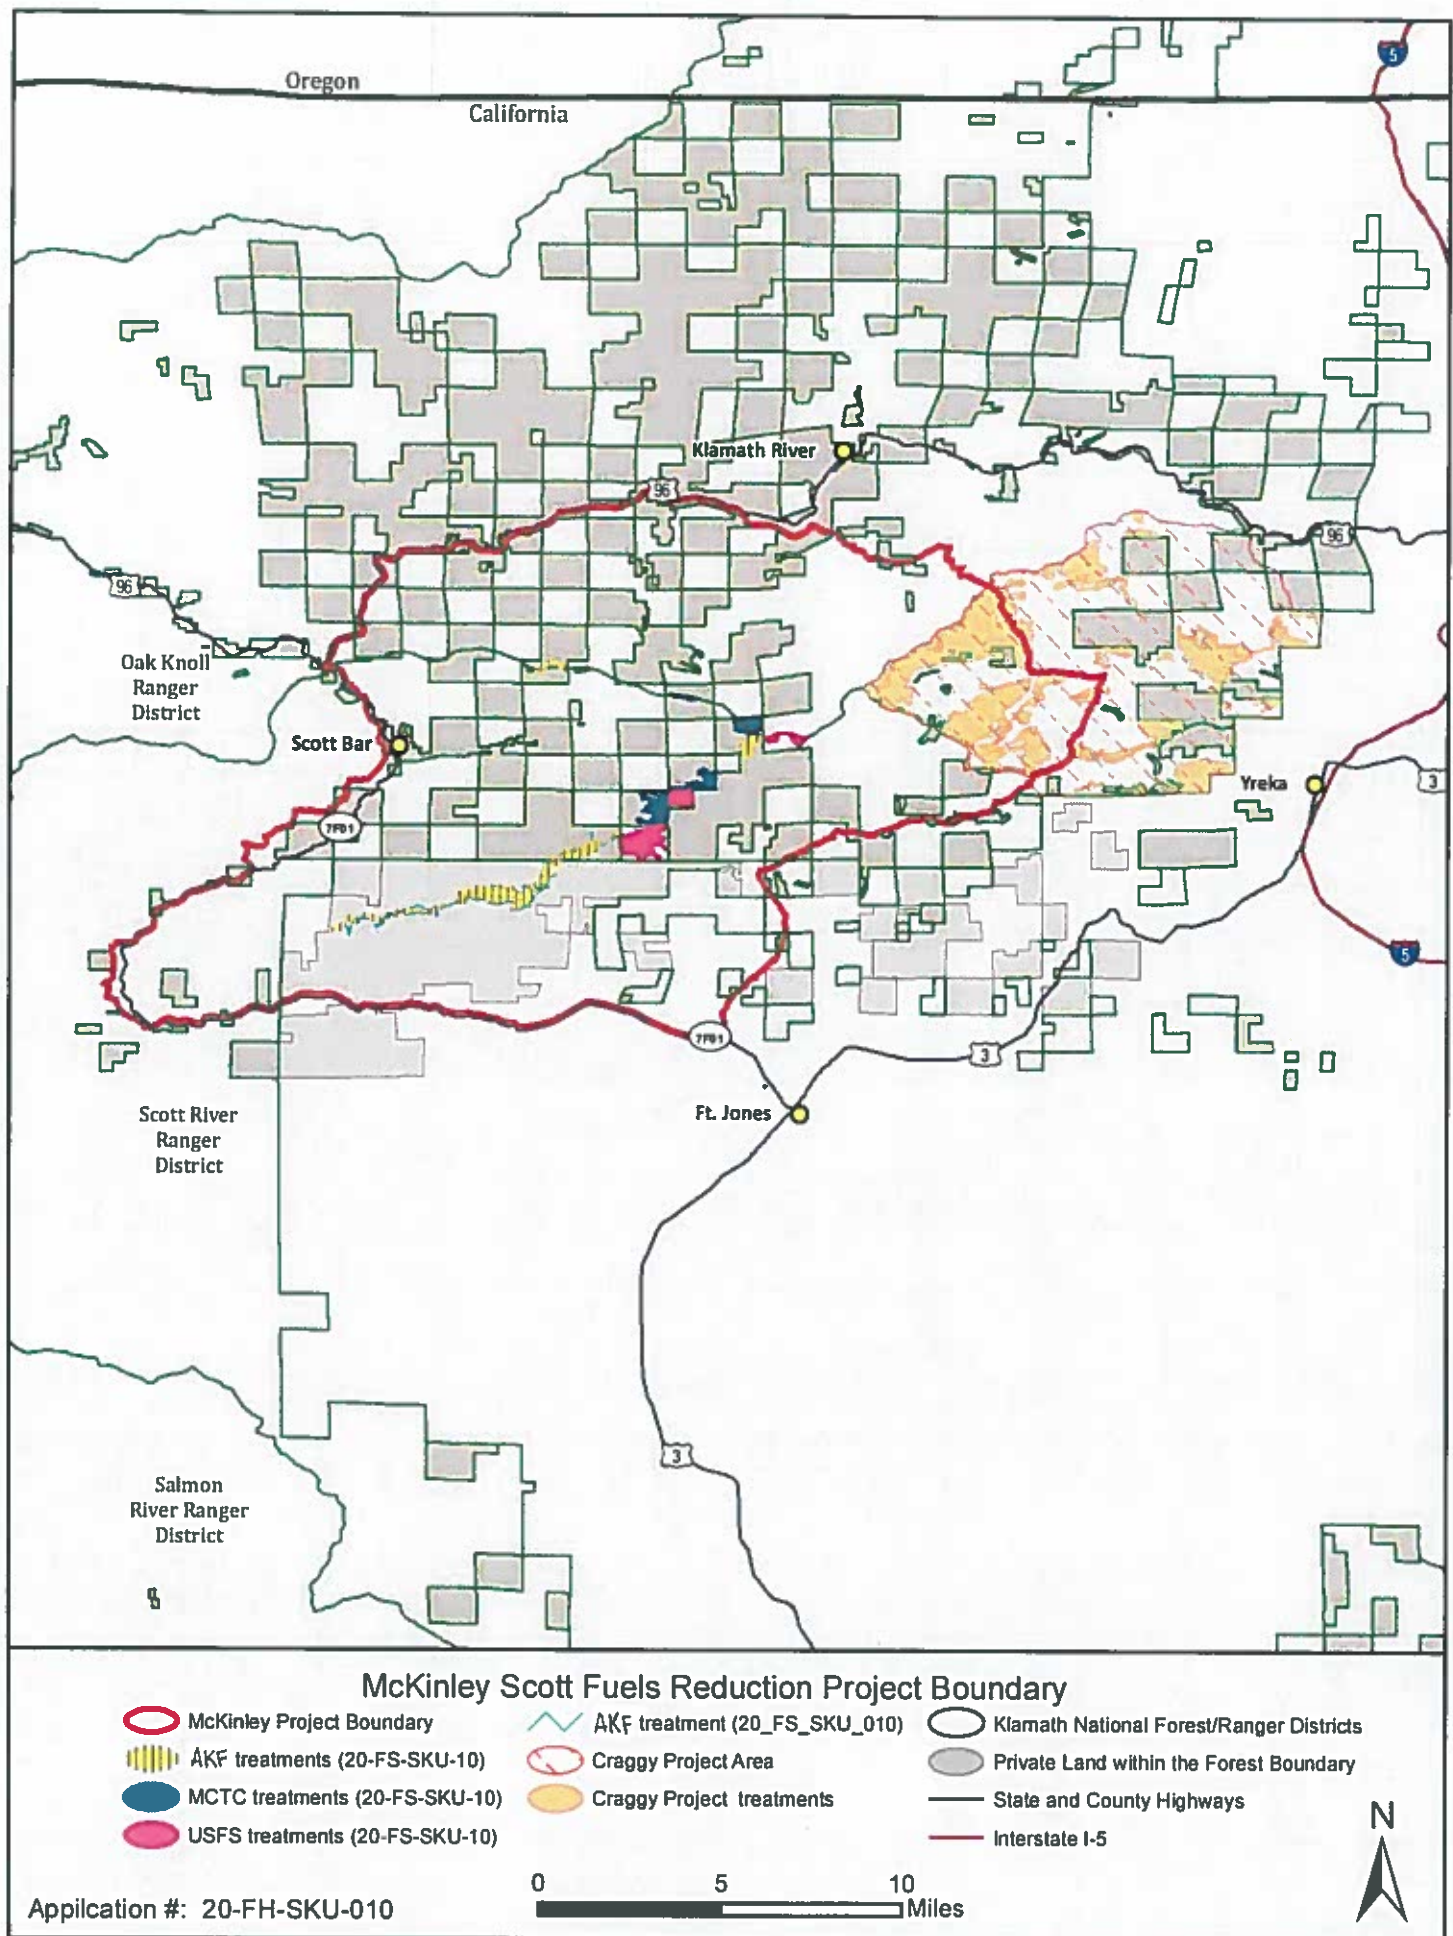 5
Oregon
California
Klamath River
96
96
96
Oak Knoll
Ranger
District
Scott Bar
Yreka
3
7F01
5
7F01
3
Ft. Jones
Scott River
Ranger
District
3
Salmon
River Ranger
District
McKinley Scott Fuels Reduction Project Boundary
McKinley Project Boundary
AKF treatments (20-FS-SKU-10)
MCTC treatments (20-FS-SKU-10)
USFS treatments (20-FS-SKU-10)
AKF treatment (20_FS_SKU_010)
Craggy Project Area
Craggy Project treatments
Klamath National Forest/Ranger Districts
Private Land within the Forest Boundary
State and County Highways
Interstate I-5
N
0 5 10
Miles
Appilcation #: 20-FH-SKU-010